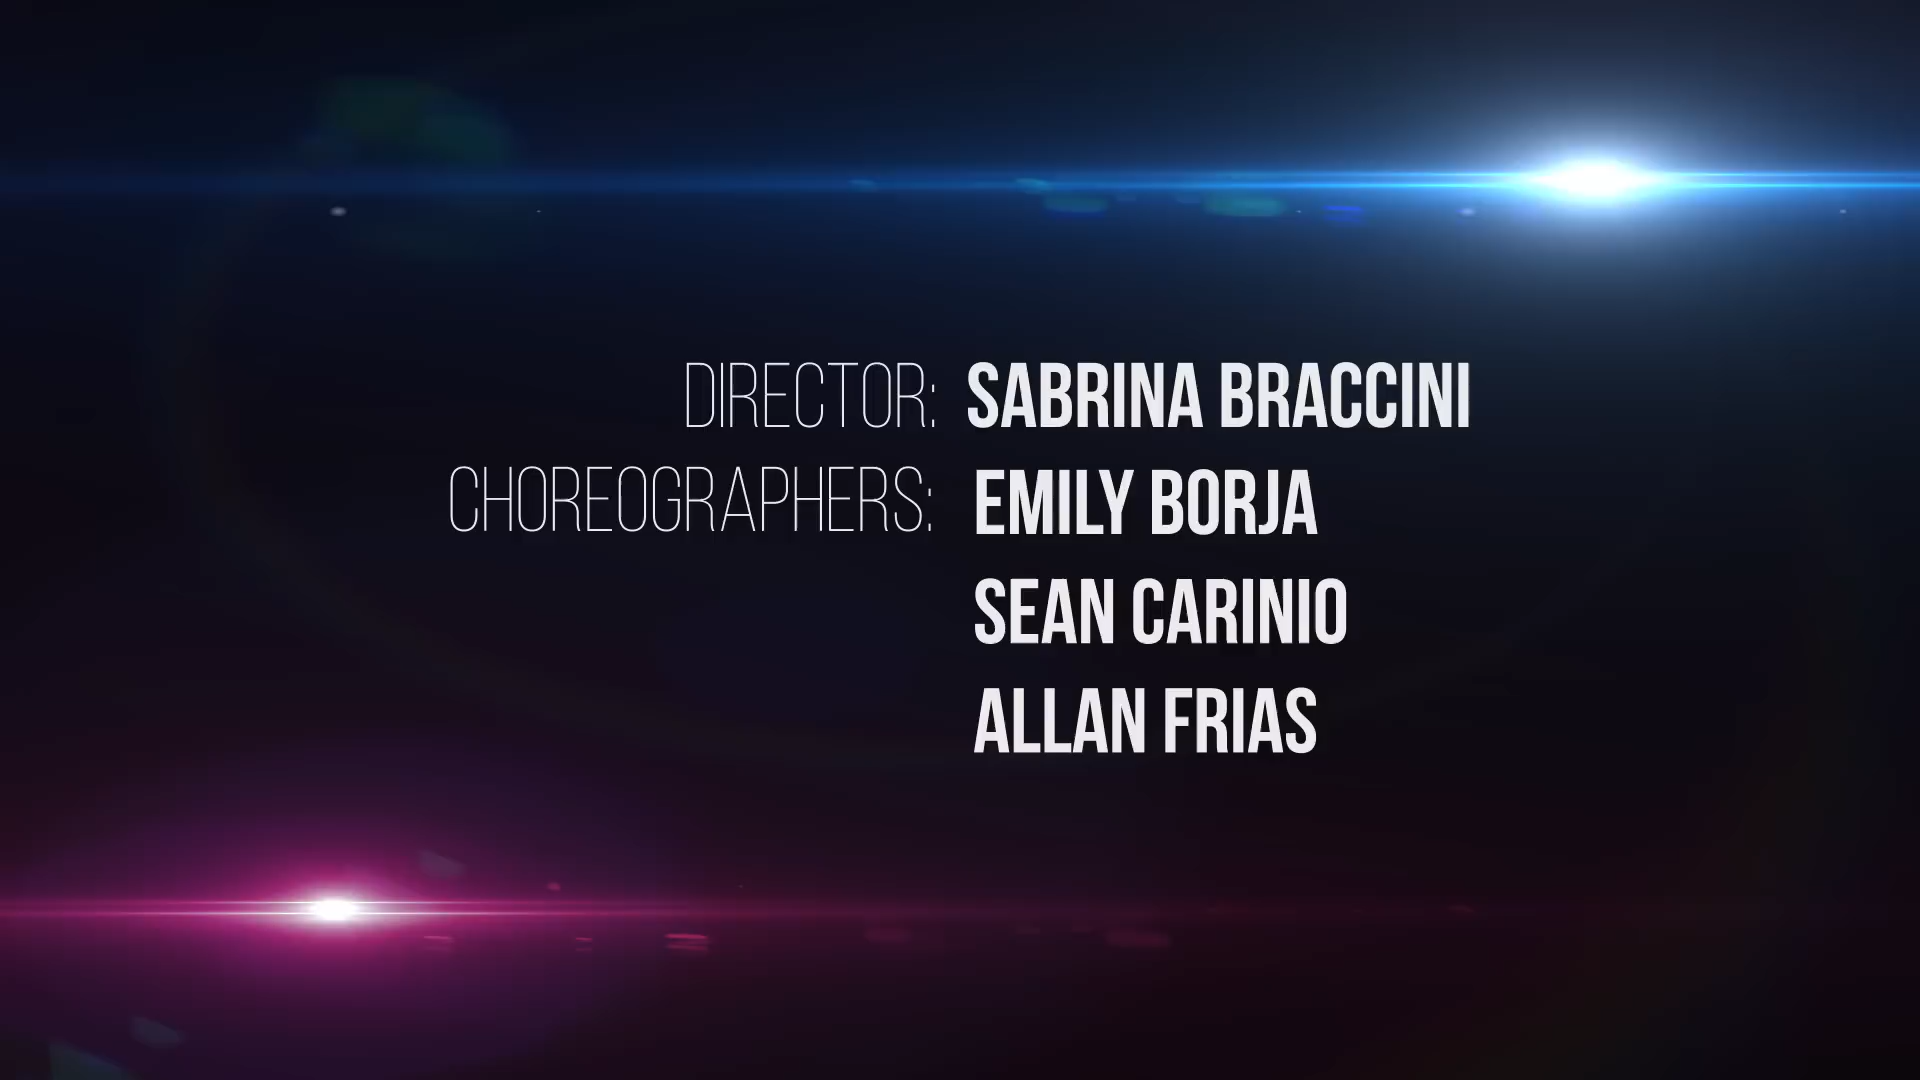 DIRECTOR: SABRINA BRACCINI
CHOREOGRAPHERS: EMILY BORJA
SEAN CARINIO
ALLAN FRIAS